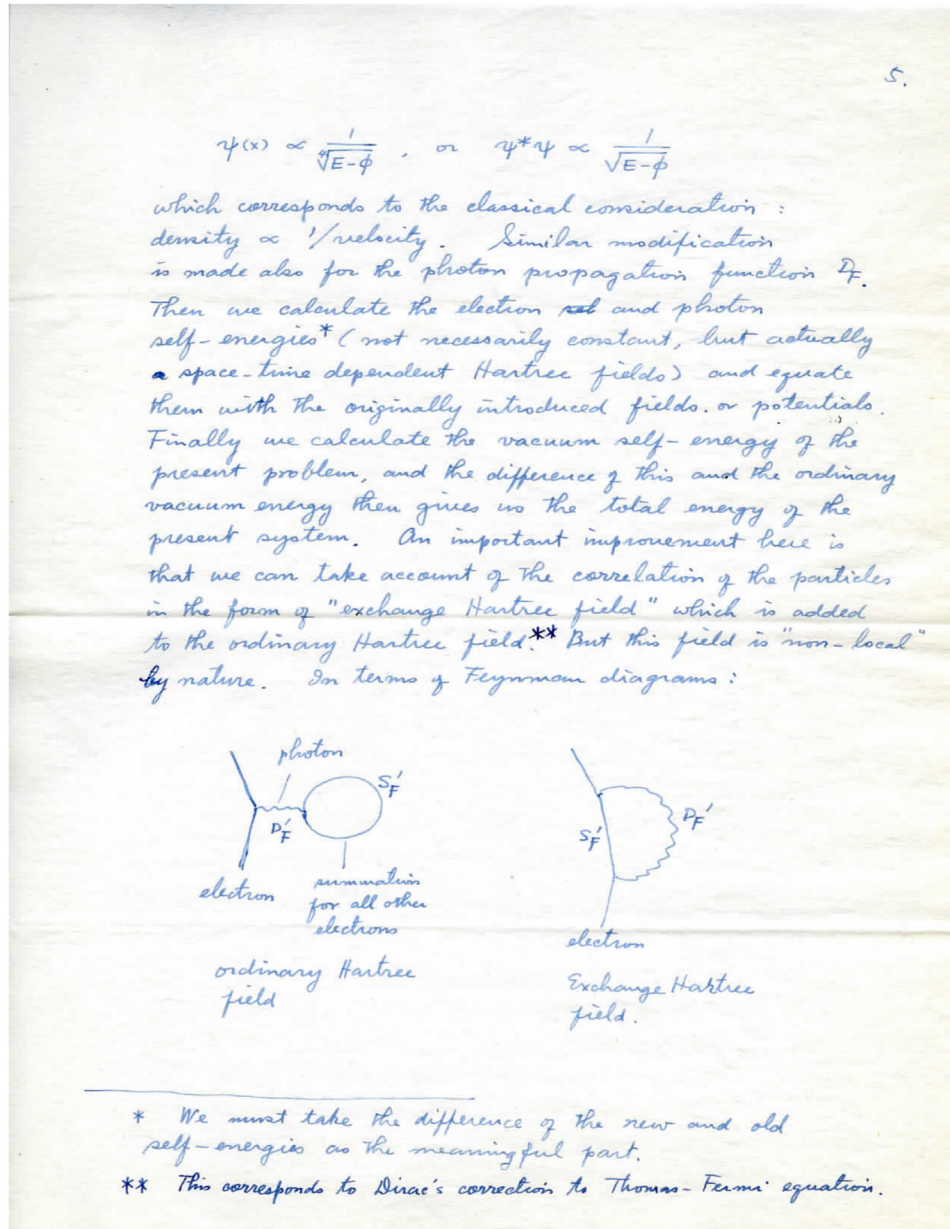 5.
ψ(x) ∝ 1/∜(E-φ) , or ψ*ψ ∝ 1/√(E-φ)
which corresponds to the classical consideration :
density ∝ 1/velocity. Similar modification
is made also for the photon propagation function D_F.
Then we calculate the electron and photon
self-energies* (not necessarily constant, but actually
a space-time dependent Hartree fields) and equate
them with the originally introduced fields. or potentials.
Finally we calculate the vacuum self-energy of the
present problem, and the difference of this and the ordinary
vacuum energy then gives us the total energy of the
present system. An important improvement here is
that we can take account of the correlation of the particles
in the form of "exchange Hartree field" which is added
to the ordinary Hartree field.** But this field is "non-local"
by nature. In terms of Feynman diagrams :
photon
S_F'
D_F'
electron
summation
for all other
electrons
ordinary Hartree
field
S_F'
D_F'
electron
Exchange Hartree
field.
* We must take the difference of the new and old
self-energies as the meaningful part.
** This corresponds to Dirac's correction to Thomas-Fermi equation.